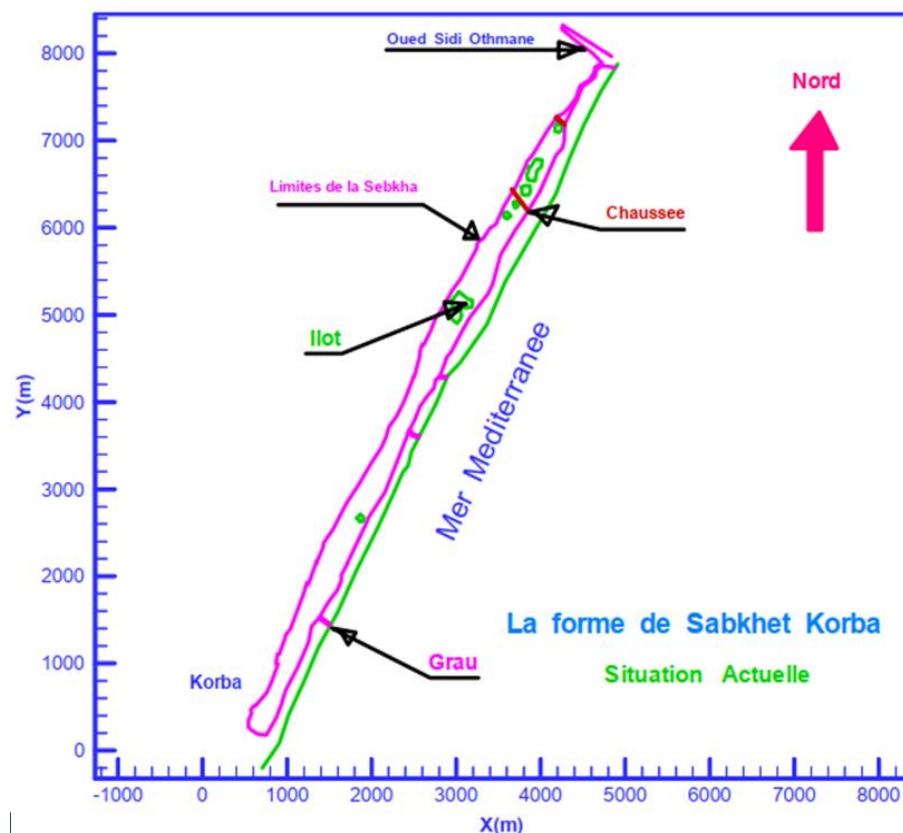 Oued Sidi Othmane
Nord
Limites de la Sebkha
Chaussee
Ilot
Mer Mediterranee
La forme de Sabkhet Korba
Situation Actuelle
Grau
Korba
Y(m)
8000
7000
6000
5000
4000
3000
2000
1000
0
-1000 0 1000 2000 3000 4000 5000 6000 7000 8000
X(m)